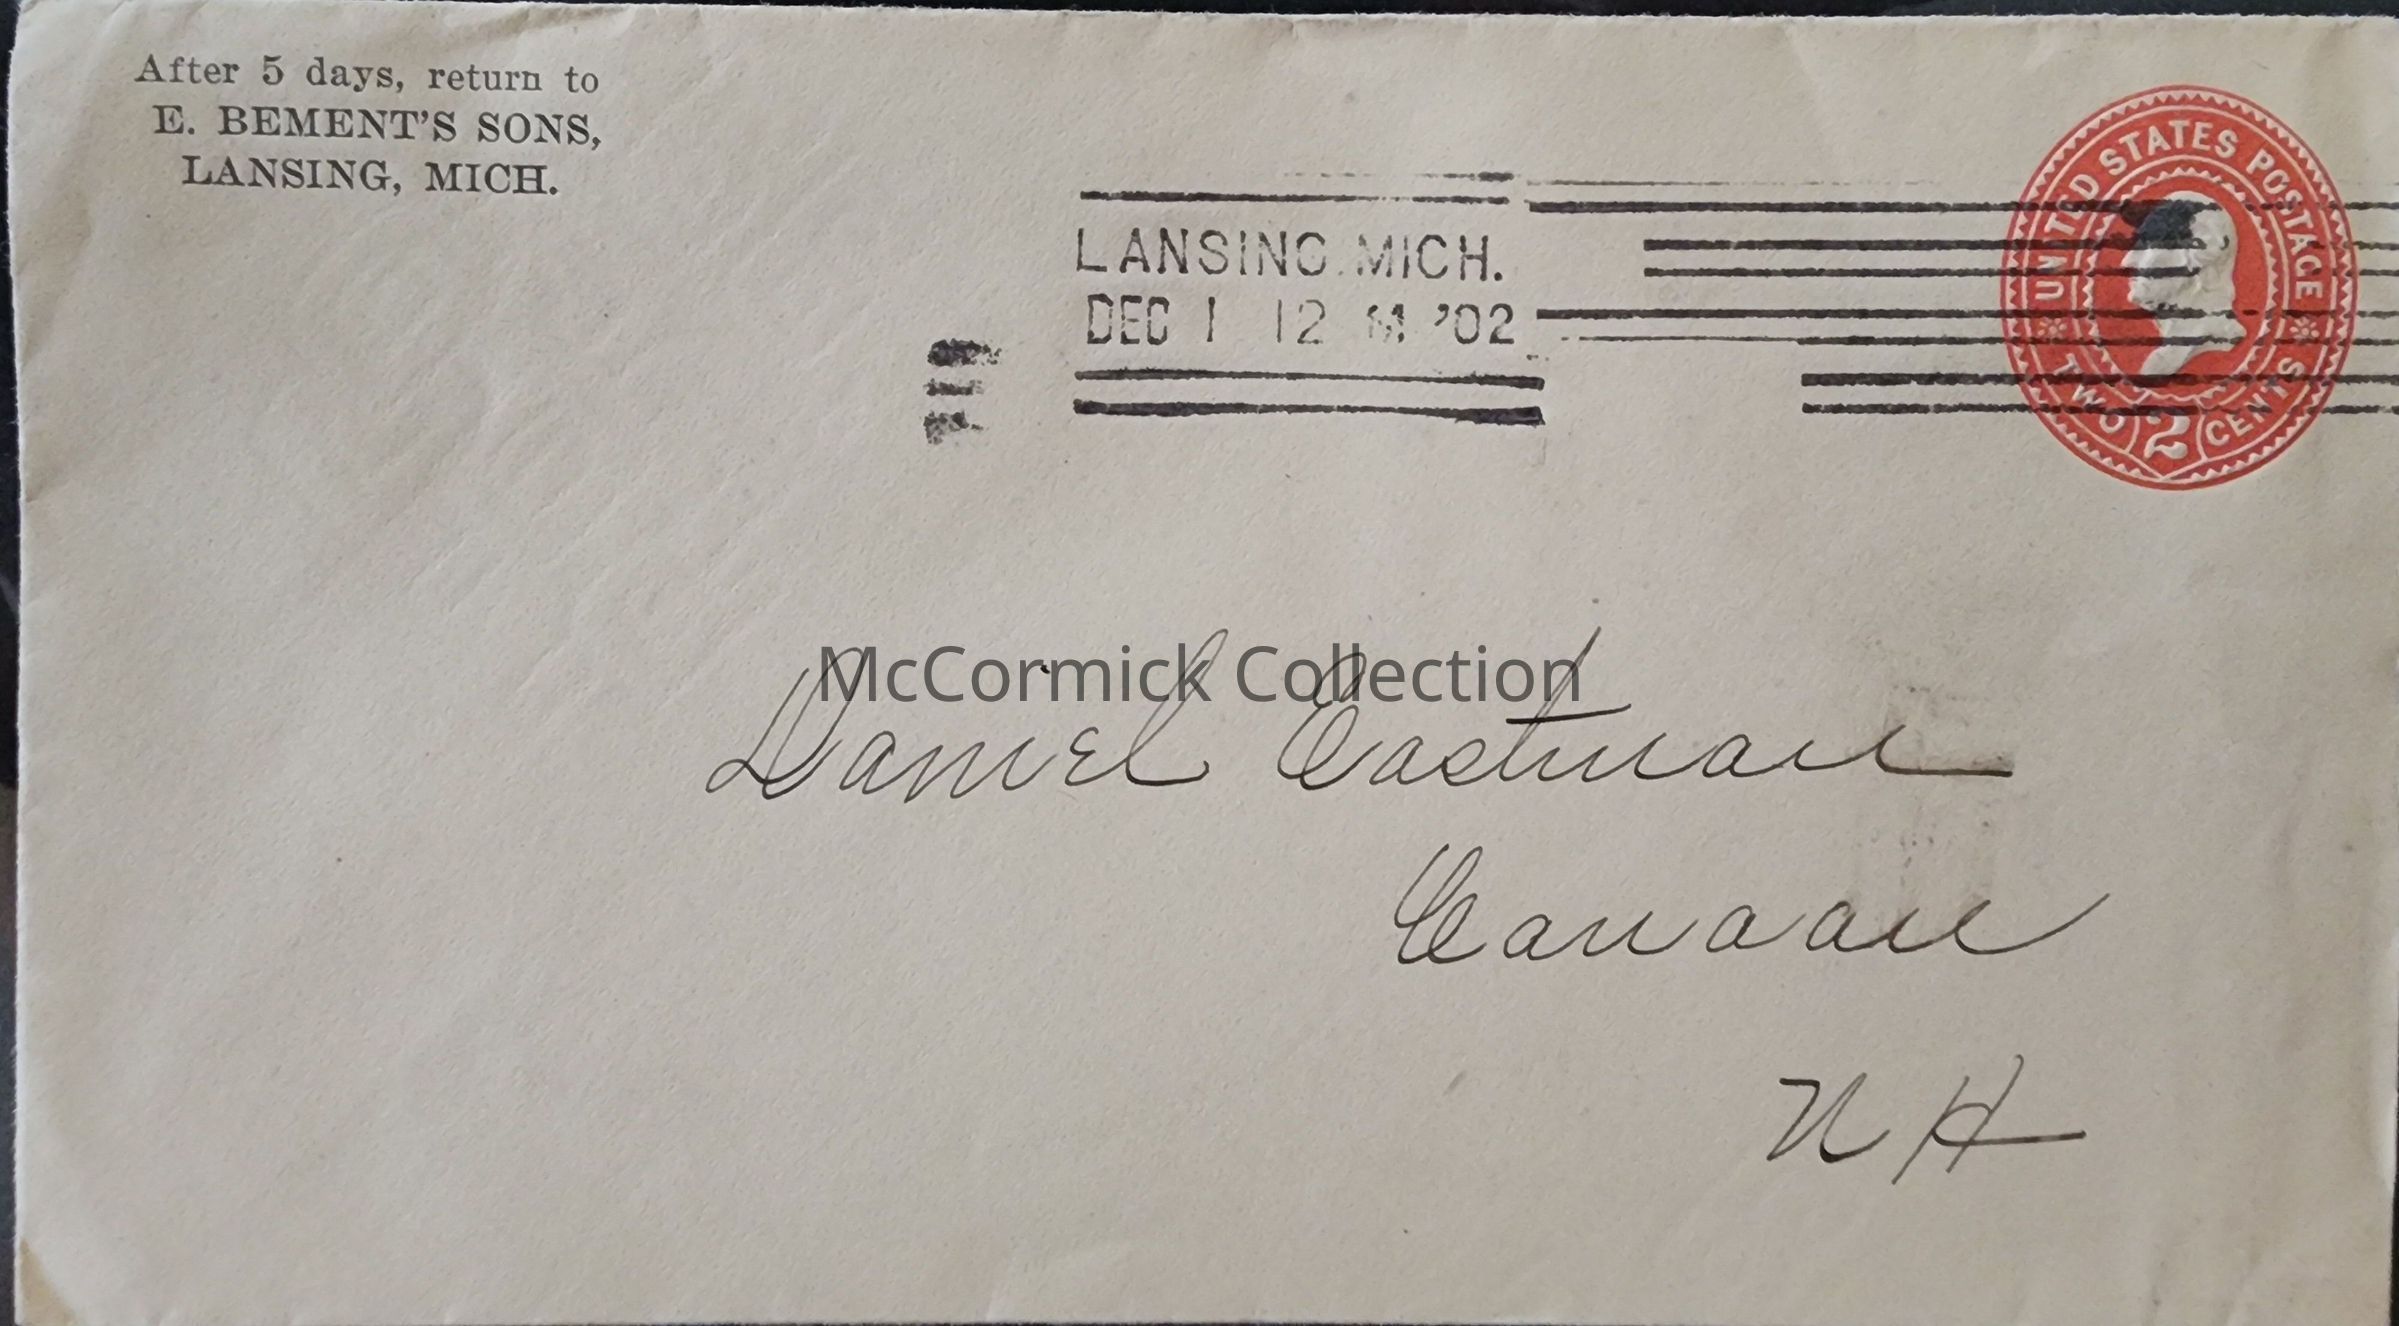 After 5 days, return to
E. BEMENT'S SONS,
LANSING, MICH.
LANSING. MICH.
DEC 1 12 M '02
UNITED STATES POSTAGE
TWO 2 CENTS
McCormick Collection
Daniel Eastman
Canaan
N H